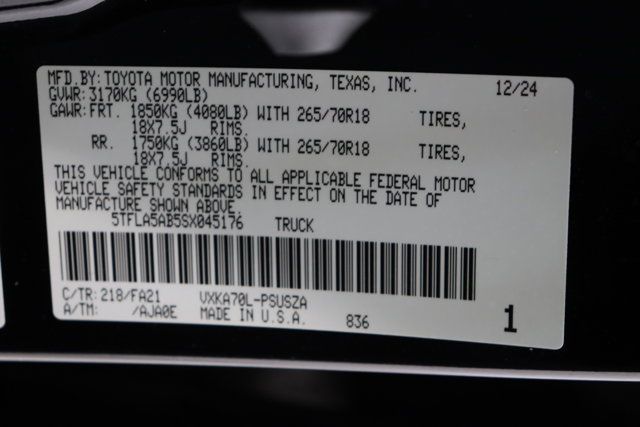 MFD.BY:TOYOTA MOTOR MANUFACTURING, TEXAS, INC. 12/24
GVWR:3170KG (6990LB)
GAWR:FRT. 1850KG (4080LB) WITH 265/70R18 TIRES,
18X7.5J RIMS.
RR. 1750KG (3860LB) WITH 265/70R18 TIRES,
18X7.5J RIMS.
THIS VEHICLE CONFORMS TO ALL APPLICABLE FEDERAL MOTOR
VEHICLE SAFETY STANDARDS IN EFFECT ON THE DATE OF
MANUFACTURE SHOWN ABOVE.
5TFLA5AB5SX045176 TRUCK
C/TR:218/FA21 VXKA70L-PSUSZA
A/TM: /AJA0E MADE IN U.S.A. 836 1